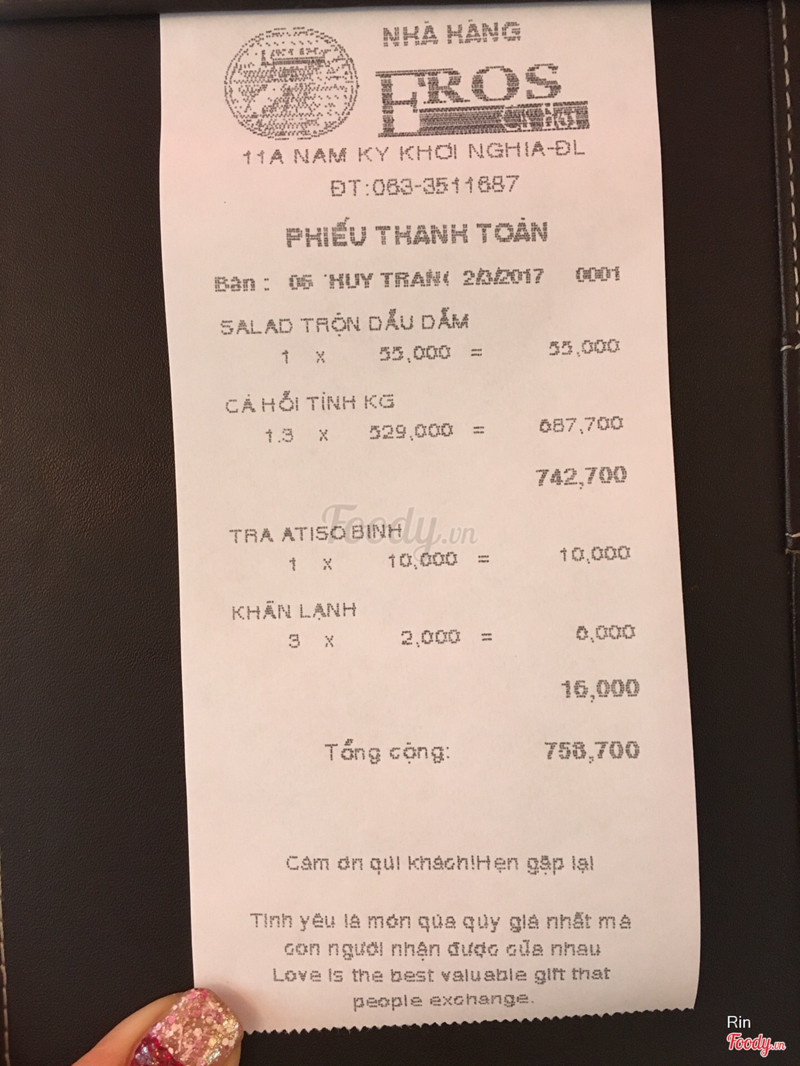 NHÀ HÀNG
EROS
11A NAM KY KHỞI NGHIA-ĐL
ĐT:063-3511687
PHIẾU THANH TOÁN
Bàn : 06 HUY TRAN 2/3/2017 0001
SALAD TRỘN DẦU DẤM
1 x 55,000 = 55,000
CÁ HỒI TÍNH KG
1.3 x 529,000 = 687,700
742,700
TRA ATISO BINH
1 x 10,000 = 10,000
KHĂN LẠNH
3 x 2,000 = 6,000
16,000
Tổng cộng: 758,700
Cám ơn quí khách!Hẹn gặp lại
Tình yêu là món qùa qúy giá nhất mà
con người nhận được của nhau
Love is the best valuable gift that
people exchange.
Foody.vn
Rin
Foody.vn